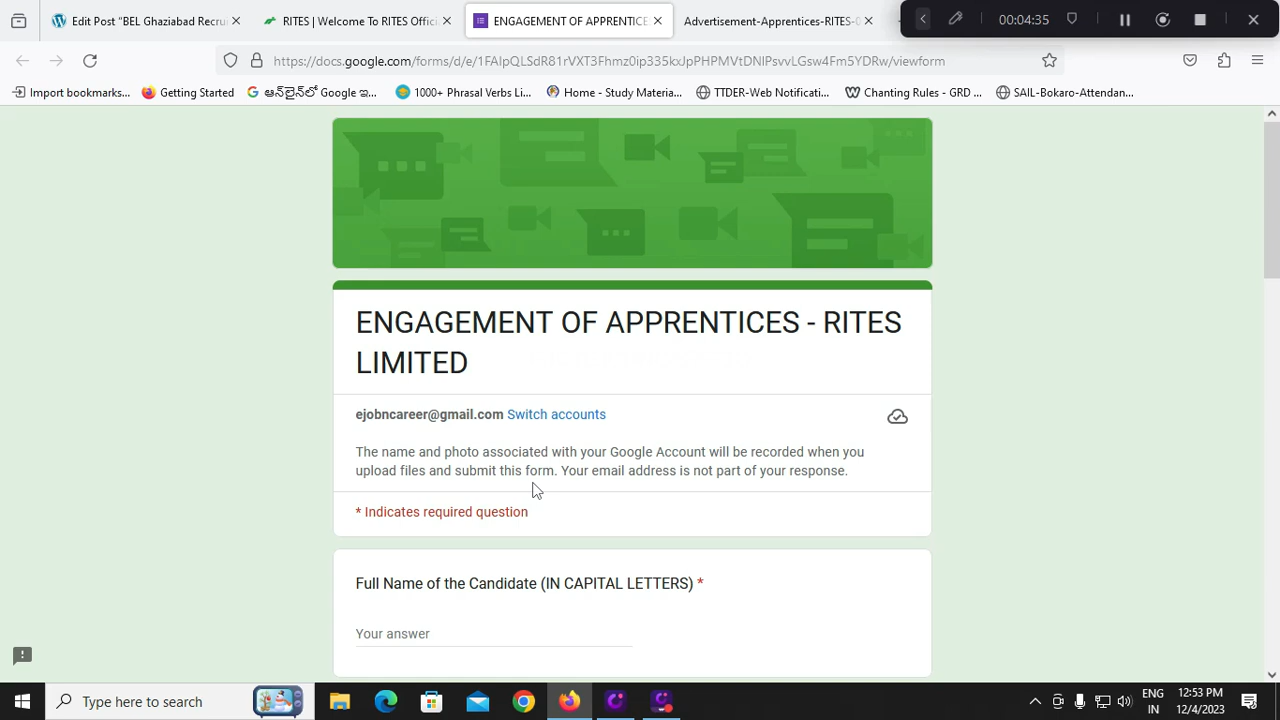 Edit Post “BEL Ghaziabad Recru
RITES | Welcome To RITES Offic
ENGAGEMENT OF APPRENTICE
Advertisement-Apprentices-RITES-
00:04:35
https://docs.google.com/forms/d/e/1FAIpQLSdRG1rVXT3Fhmz0ip335kxJpPHPMVtDNIPsvvLGsw4Fm5YDRw/viewform
Import bookmarks...
Getting Started
ఆన్‌లైన్‌లో Google ఇ...
1000+ Phrasal Verbs Li...
Home - Study Materia...
TTDER-Web Notificati...
Chanting Rules - GRD ...
SAIL-Bokaro-Attendan...
ENGAGEMENT OF APPRENTICES - RITES
LIMITED
ejobncareer@gmail.com Switch accounts
The name and photo associated with your Google Account will be recorded when you
upload files and submit this form. Your email address is not part of your response.
* Indicates required question
Full Name of the Candidate (IN CAPITAL LETTERS) *
Your answer
Type here to search
ENG
IN
12:53 PM
12/4/2023